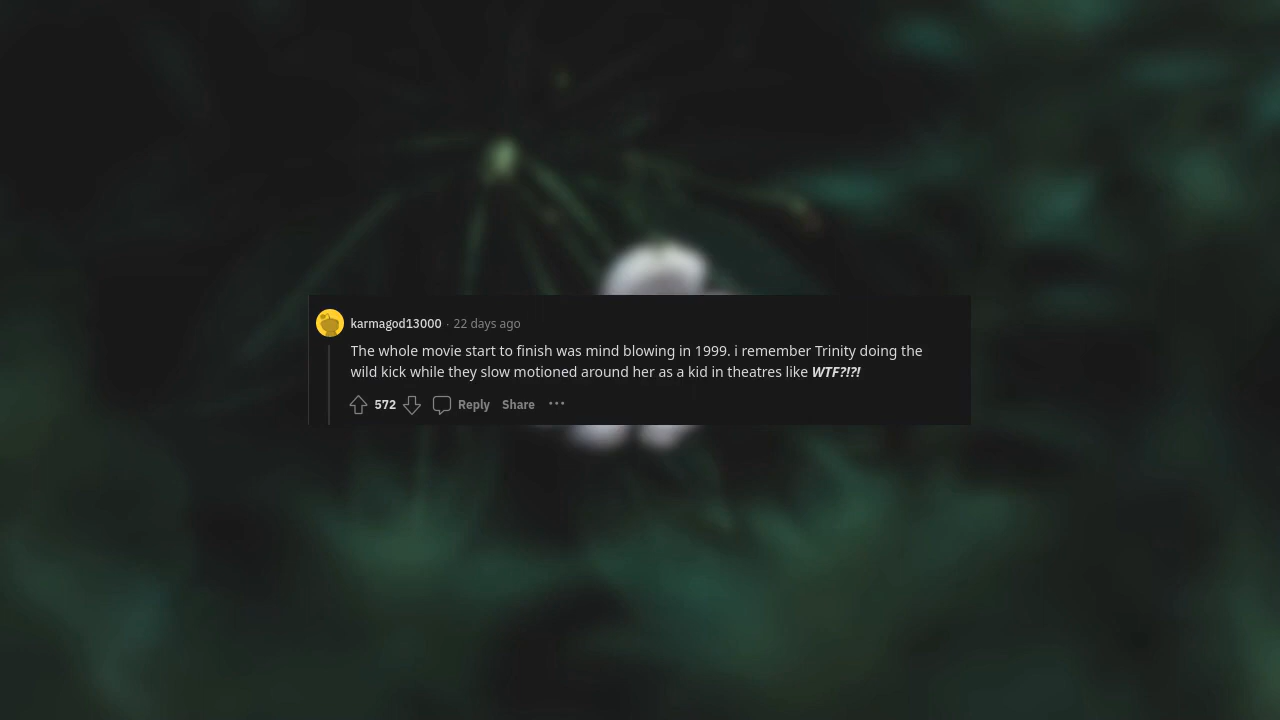 karmagod13000 · 22 days ago
The whole movie start to finish was mind blowing in 1999. i remember Trinity doing the
wild kick while they slow motioned around her as a kid in theatres like WTF?!?!
572 Reply Share ···